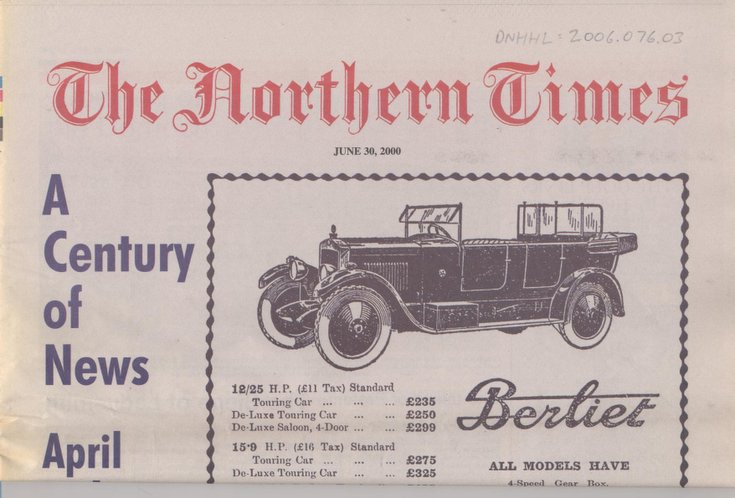 DNHHL = 2006.076.03
The Northern Times
JUNE 30, 2000
A
Century
of
News
April
12/25 H.P. (£11 Tax) Standard
Touring Car ... ... ... £235
De-Luxe Touring Car ... £250
De-Luxe Saloon, 4-Door ... ... £299
15·9 H.P. (£16 Tax) Standard
Touring Car ... ... ... £275
De-Luxe Touring Car ... ... £325
Berliet
ALL MODELS HAVE
4-Speed Gear Box,